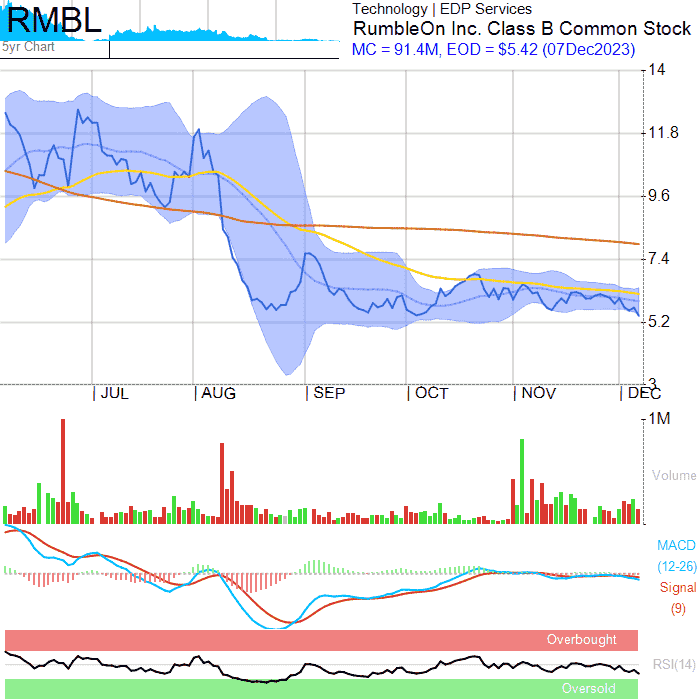 RMBL
5yr Chart
Technology | EDP Services
RumbleOn Inc. Class B Common Stock
MC = 91.4M, EOD = $5.42 (07Dec2023)
14
11.8
9.6
7.4
5.2
3
JUL
AUG
SEP
OCT
NOV
DEC
1M
Volume
MACD
(12-26)
Signal
(9)
Overbought
RSI(14)
Oversold